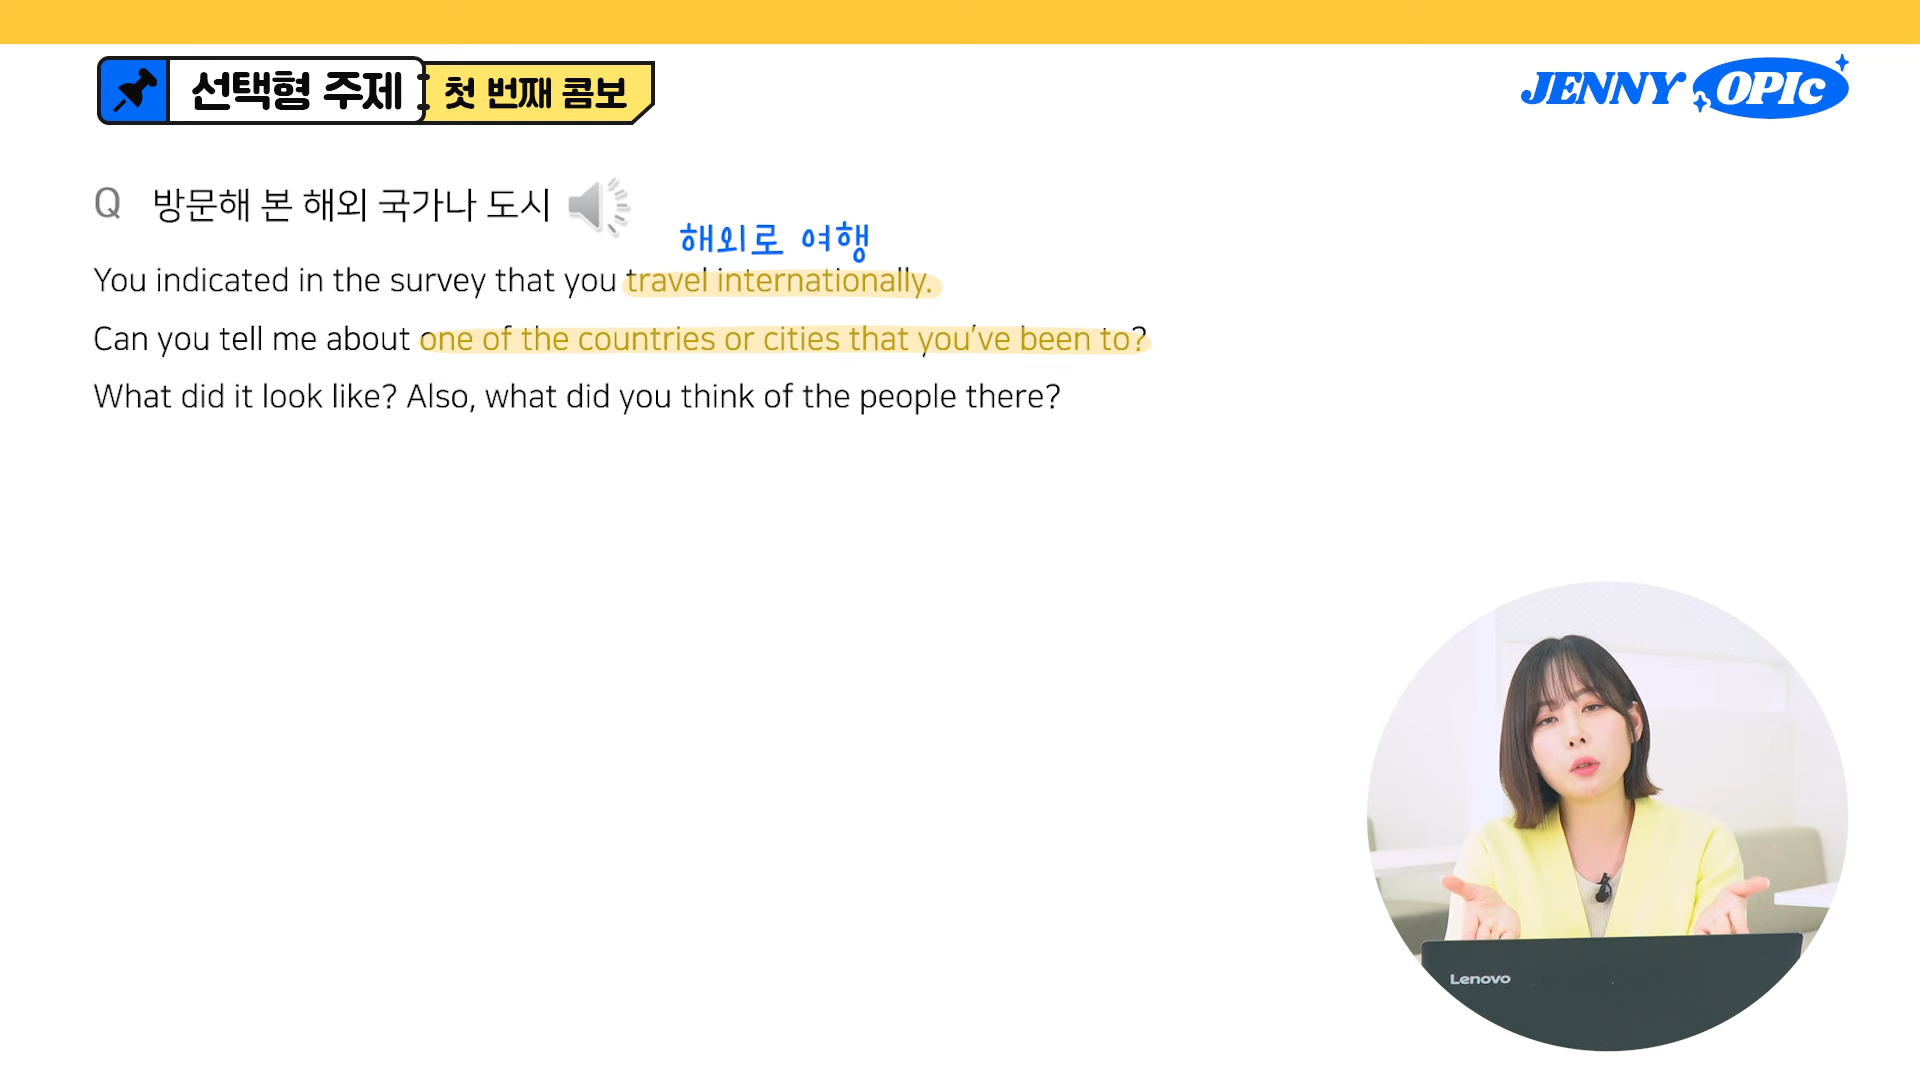 선택형 주제 : 첫 번째 콤보
JENNY OPIc
Q 방문해 본 해외 국가나 도시
해외로 여행
You indicated in the survey that you travel internationally.
Can you tell me about one of the countries or cities that you've been to?
What did it look like? Also, what did you think of the people there?
Lenovo